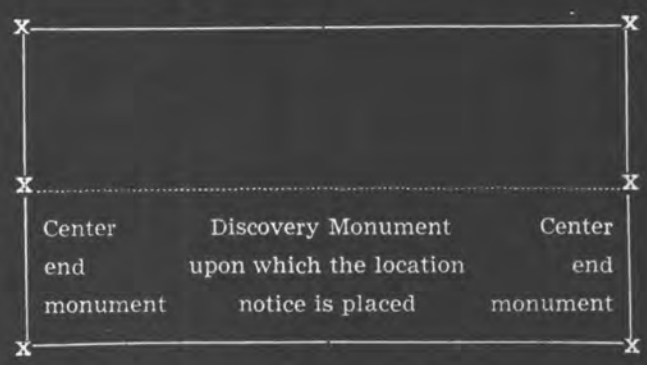 X X
X X
Center Discovery Monument Center
end upon which the location end
monument notice is placed monument
X X